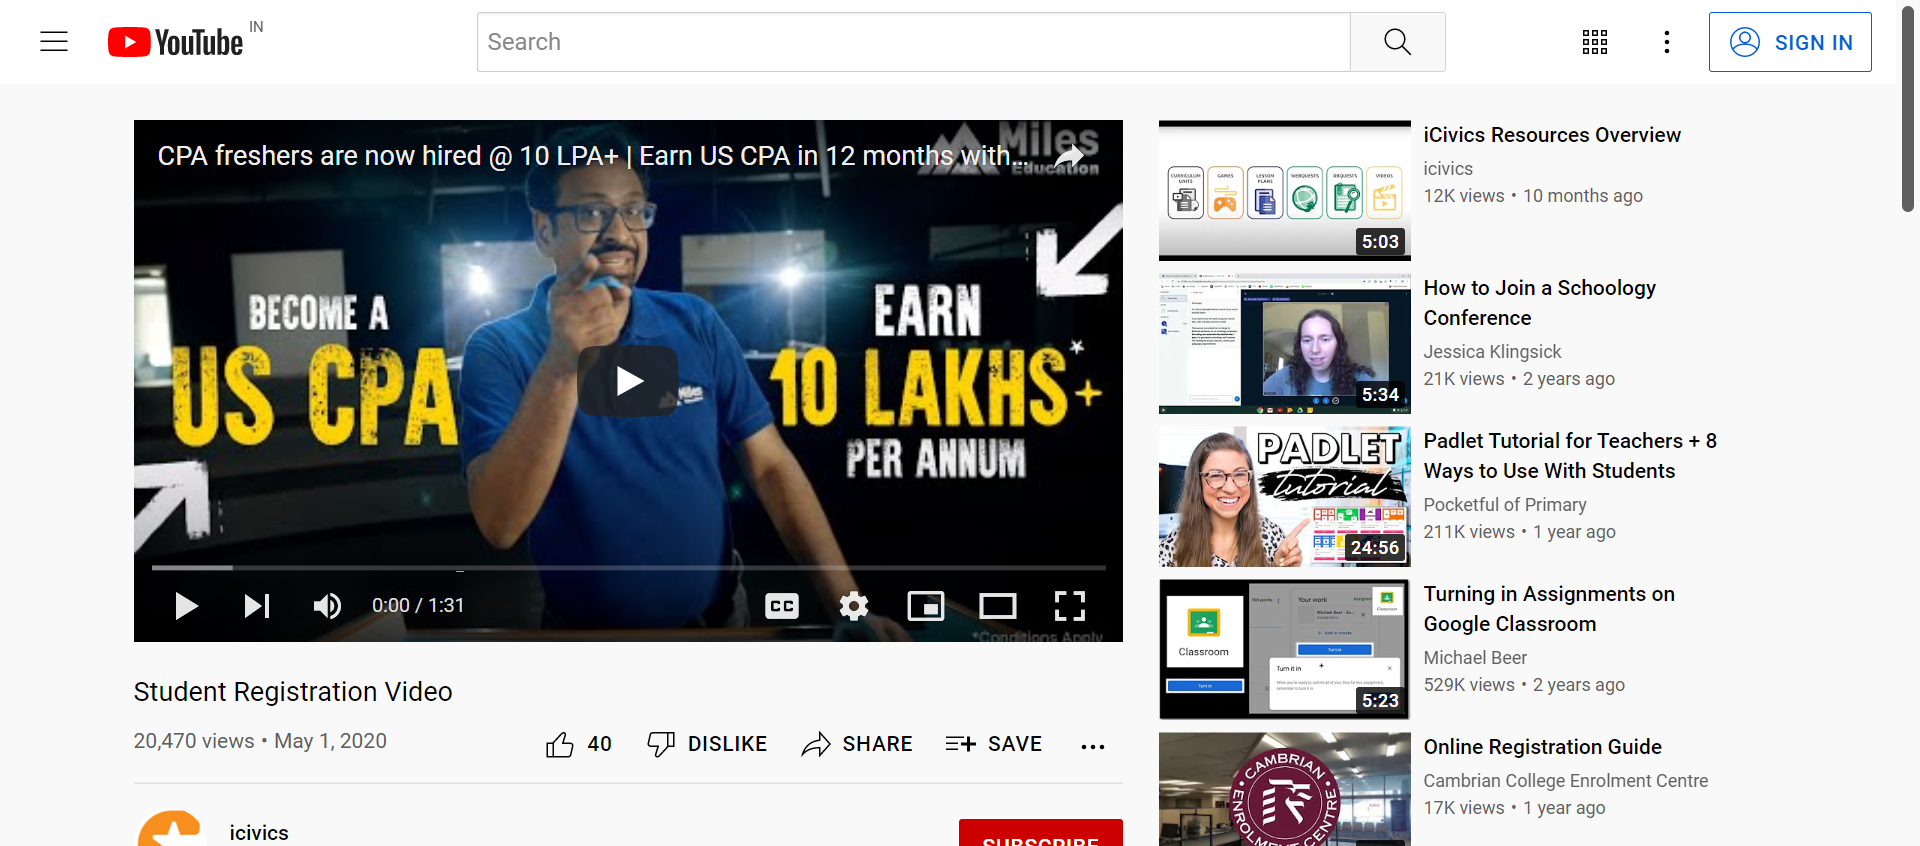 YouTube IN
Search
SIGN IN
CPA freshers are now hired @ 10 LPA+ | Earn US CPA in 12 months with...
Miles
Education
BECOME A
US CPA
EARN
10 LAKHS*+
PER ANNUM
0:00 / 1:31
CC
*Conditions Apply
Student Registration Video
20,470 views • May 1, 2020
40
DISLIKE
SHARE
SAVE
icivics
SUBSCRIBE
CURRICULUM UNITS
GAMES
LESSON PLANS
WEBQUESTS
DBQUESTS
VIDEOS
5:03
iCivics Resources Overview
icivics
12K views • 10 months ago
5:34
How to Join a Schoology
Conference
Jessica Klingsick
21K views • 2 years ago
PADLET
tutorial
24:56
Padlet Tutorial for Teachers + 8
Ways to Use With Students
Pocketful of Primary
211K views • 1 year ago
Classroom
Turn in
Your work
Turn in
Turn it in
Classroom
5:23
Turning in Assignments on
Google Classroom
Michael Beer
529K views • 2 years ago
CAMBRIAN
ENROLMENT CENTRE
Online Registration Guide
Cambrian College Enrolment Centre
17K views • 1 year ago